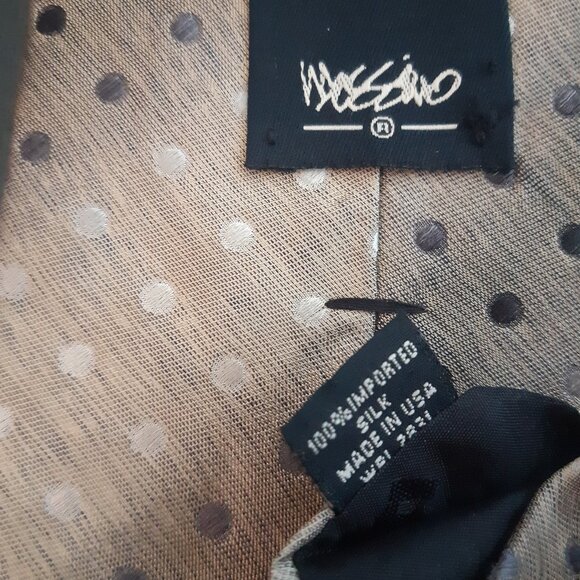 mossimo
®
100% IMPORTED
SILK
MADE IN USA